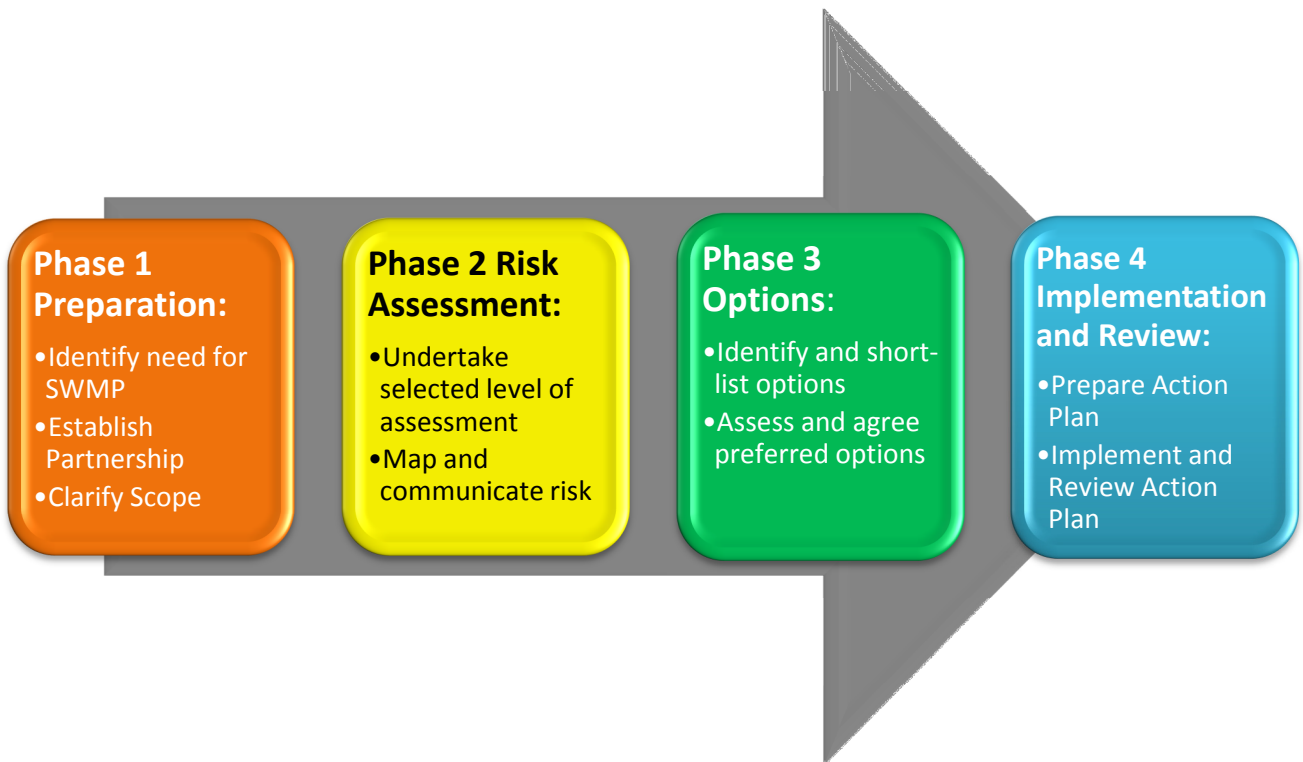 Phase 1
Preparation:
•Identify need for
SWMP
•Establish
Partnership
•Clarify Scope
Phase 2 Risk
Assessment:
•Undertake
selected level of
assessment
•Map and
communicate risk
Phase 3
Options:
•Identify and short-
list options
•Assess and agree
preferred options
Phase 4
Implementation
and Review:
•Prepare Action
Plan
•Implement and
Review Action
Plan